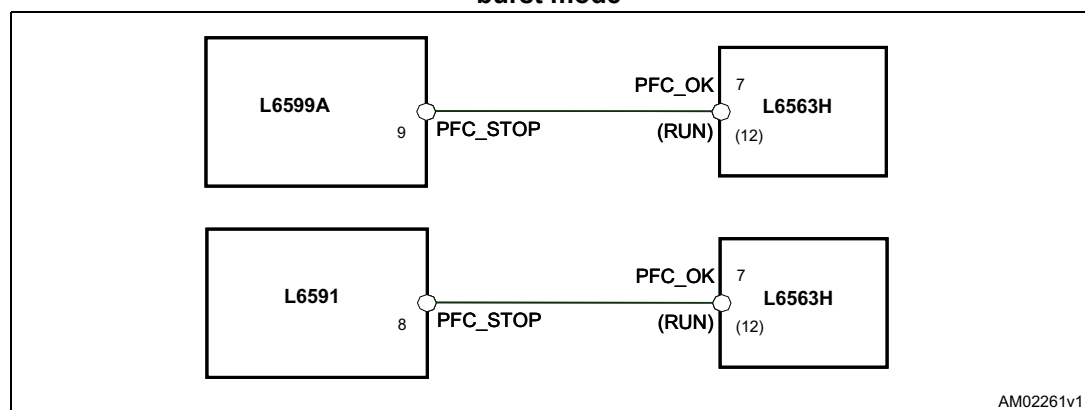 burst mode
L6599A
9
PFC_STOP
PFC_OK 7
(RUN) (12)
L6563H
L6591
8
PFC_STOP
PFC_OK 7
(RUN) (12)
L6563H
AM02261v1